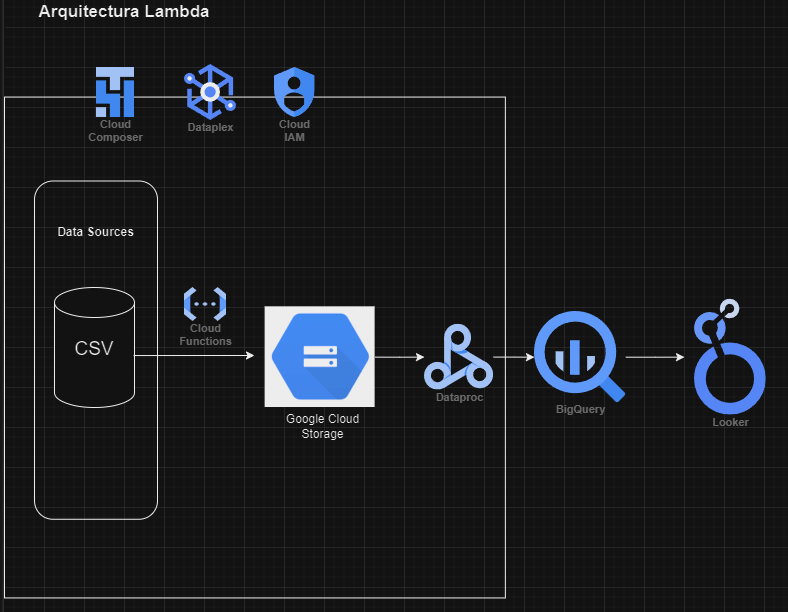 Arquitectura Lambda
Cloud
Composer
Dataplex
Cloud
IAM
Data Sources
CSV
Cloud
Functions
Google Cloud
Storage
Dataproc
BigQuery
Looker